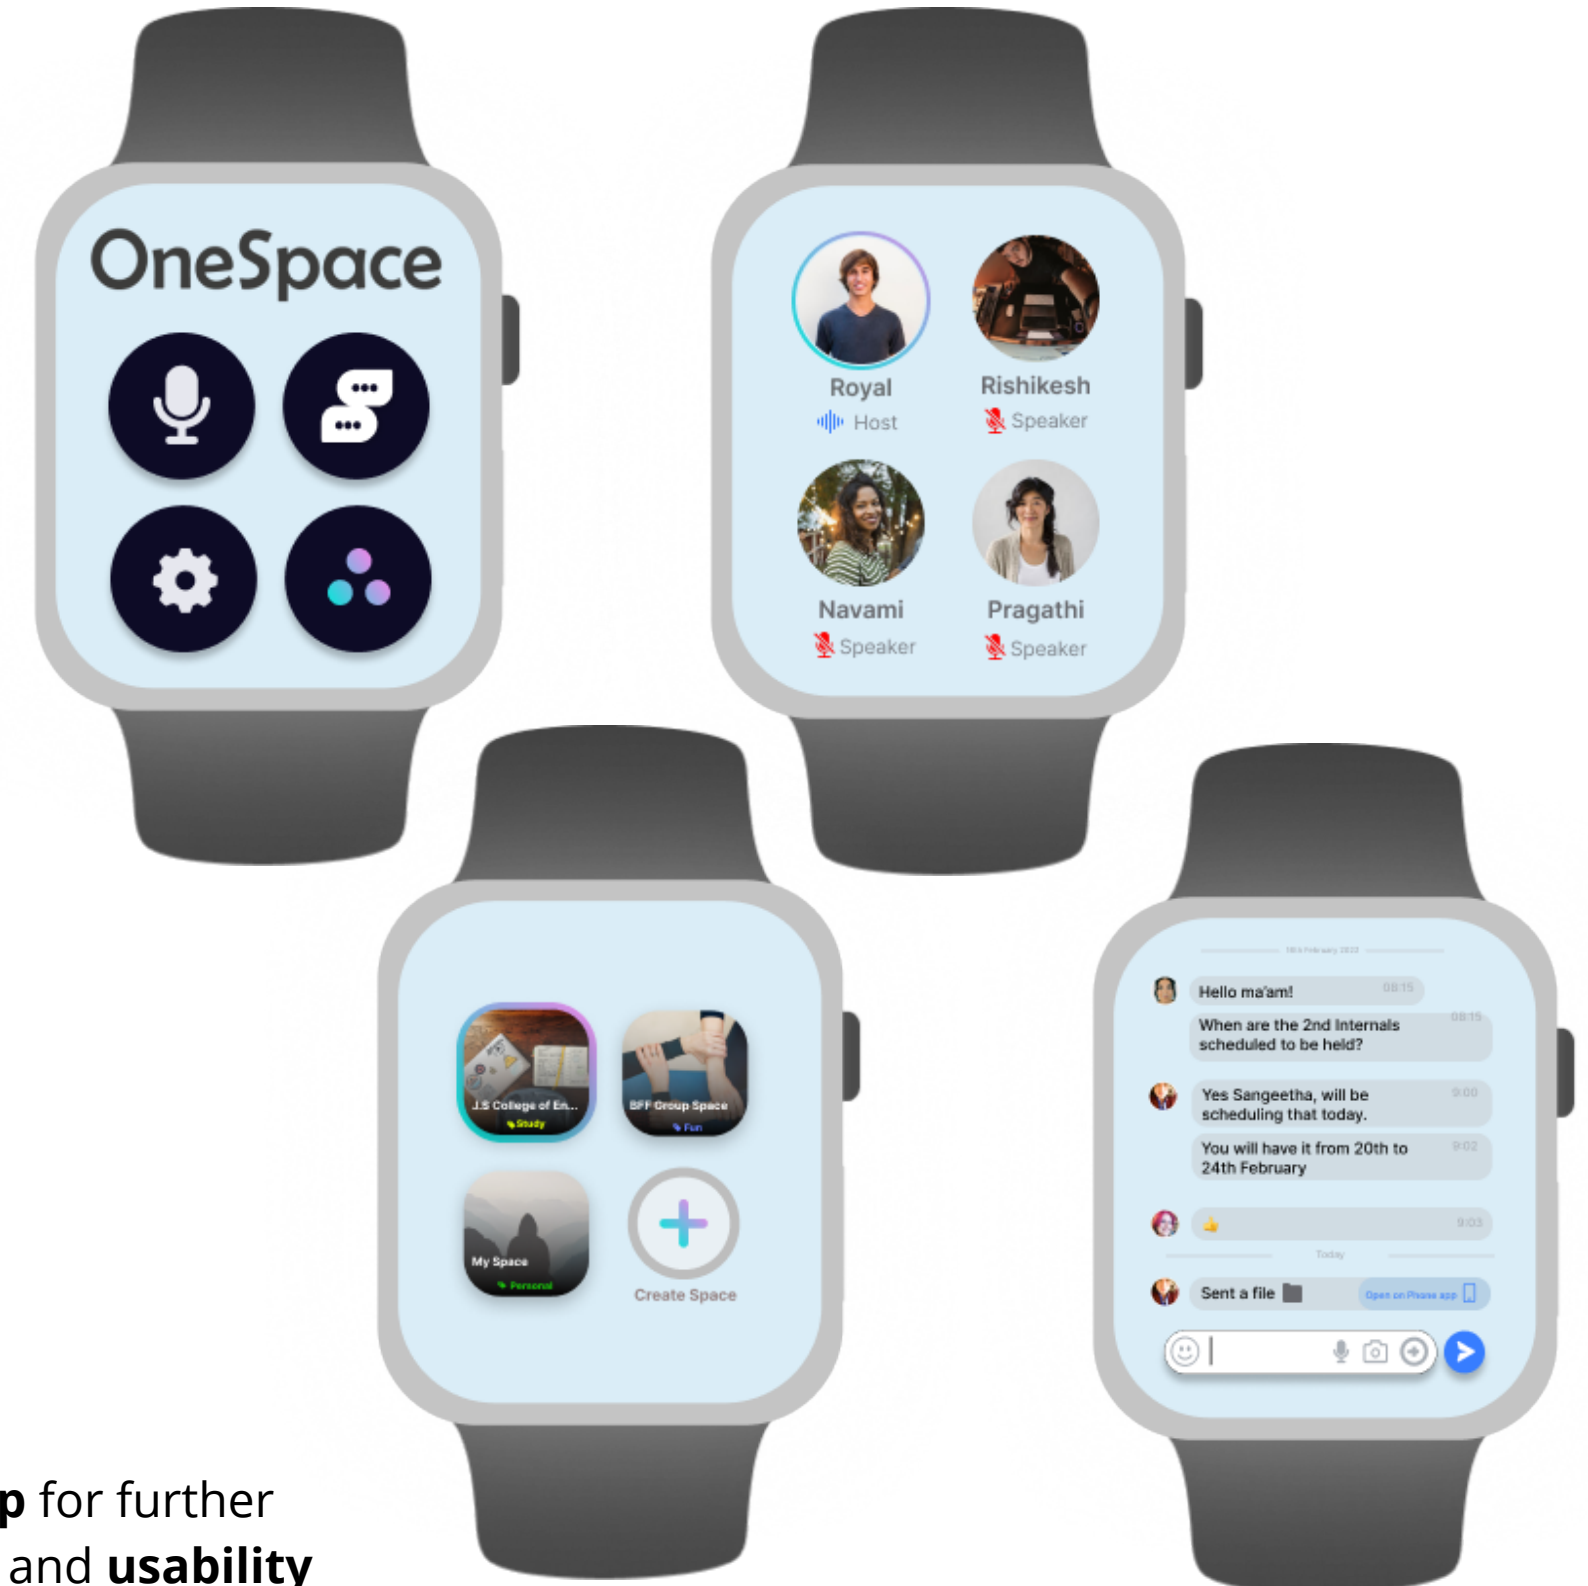 OneSpace
Royal
Host
Rishikesh
Speaker
Navami
Speaker
Pragathi
Speaker
J.S College of En...
Study
BFF Group Space
Fun
My Space
Personal
Create Space
February 2022
Hello ma'am!
08:15
When are the 2nd Internals
08:15
scheduled to be held?
Yes Sangeetha, will be
9:00
scheduling that today.
You will have it from 20th to
9:02
24th February
9:03
Today
Sent a file
Open on Phone app
p for further
and usability